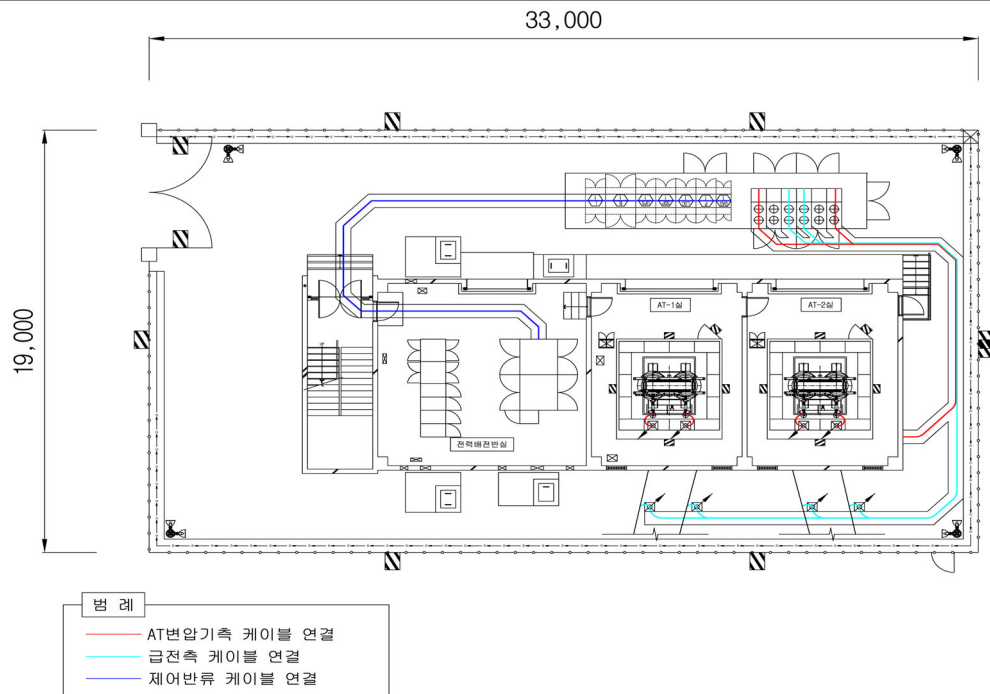 33,000
19,000
AT-1실
AT-2실
전력배전반실
범 례
AT변압기측 케이블 연결
급전측 케이블 연결
제어반류 케이블 연결